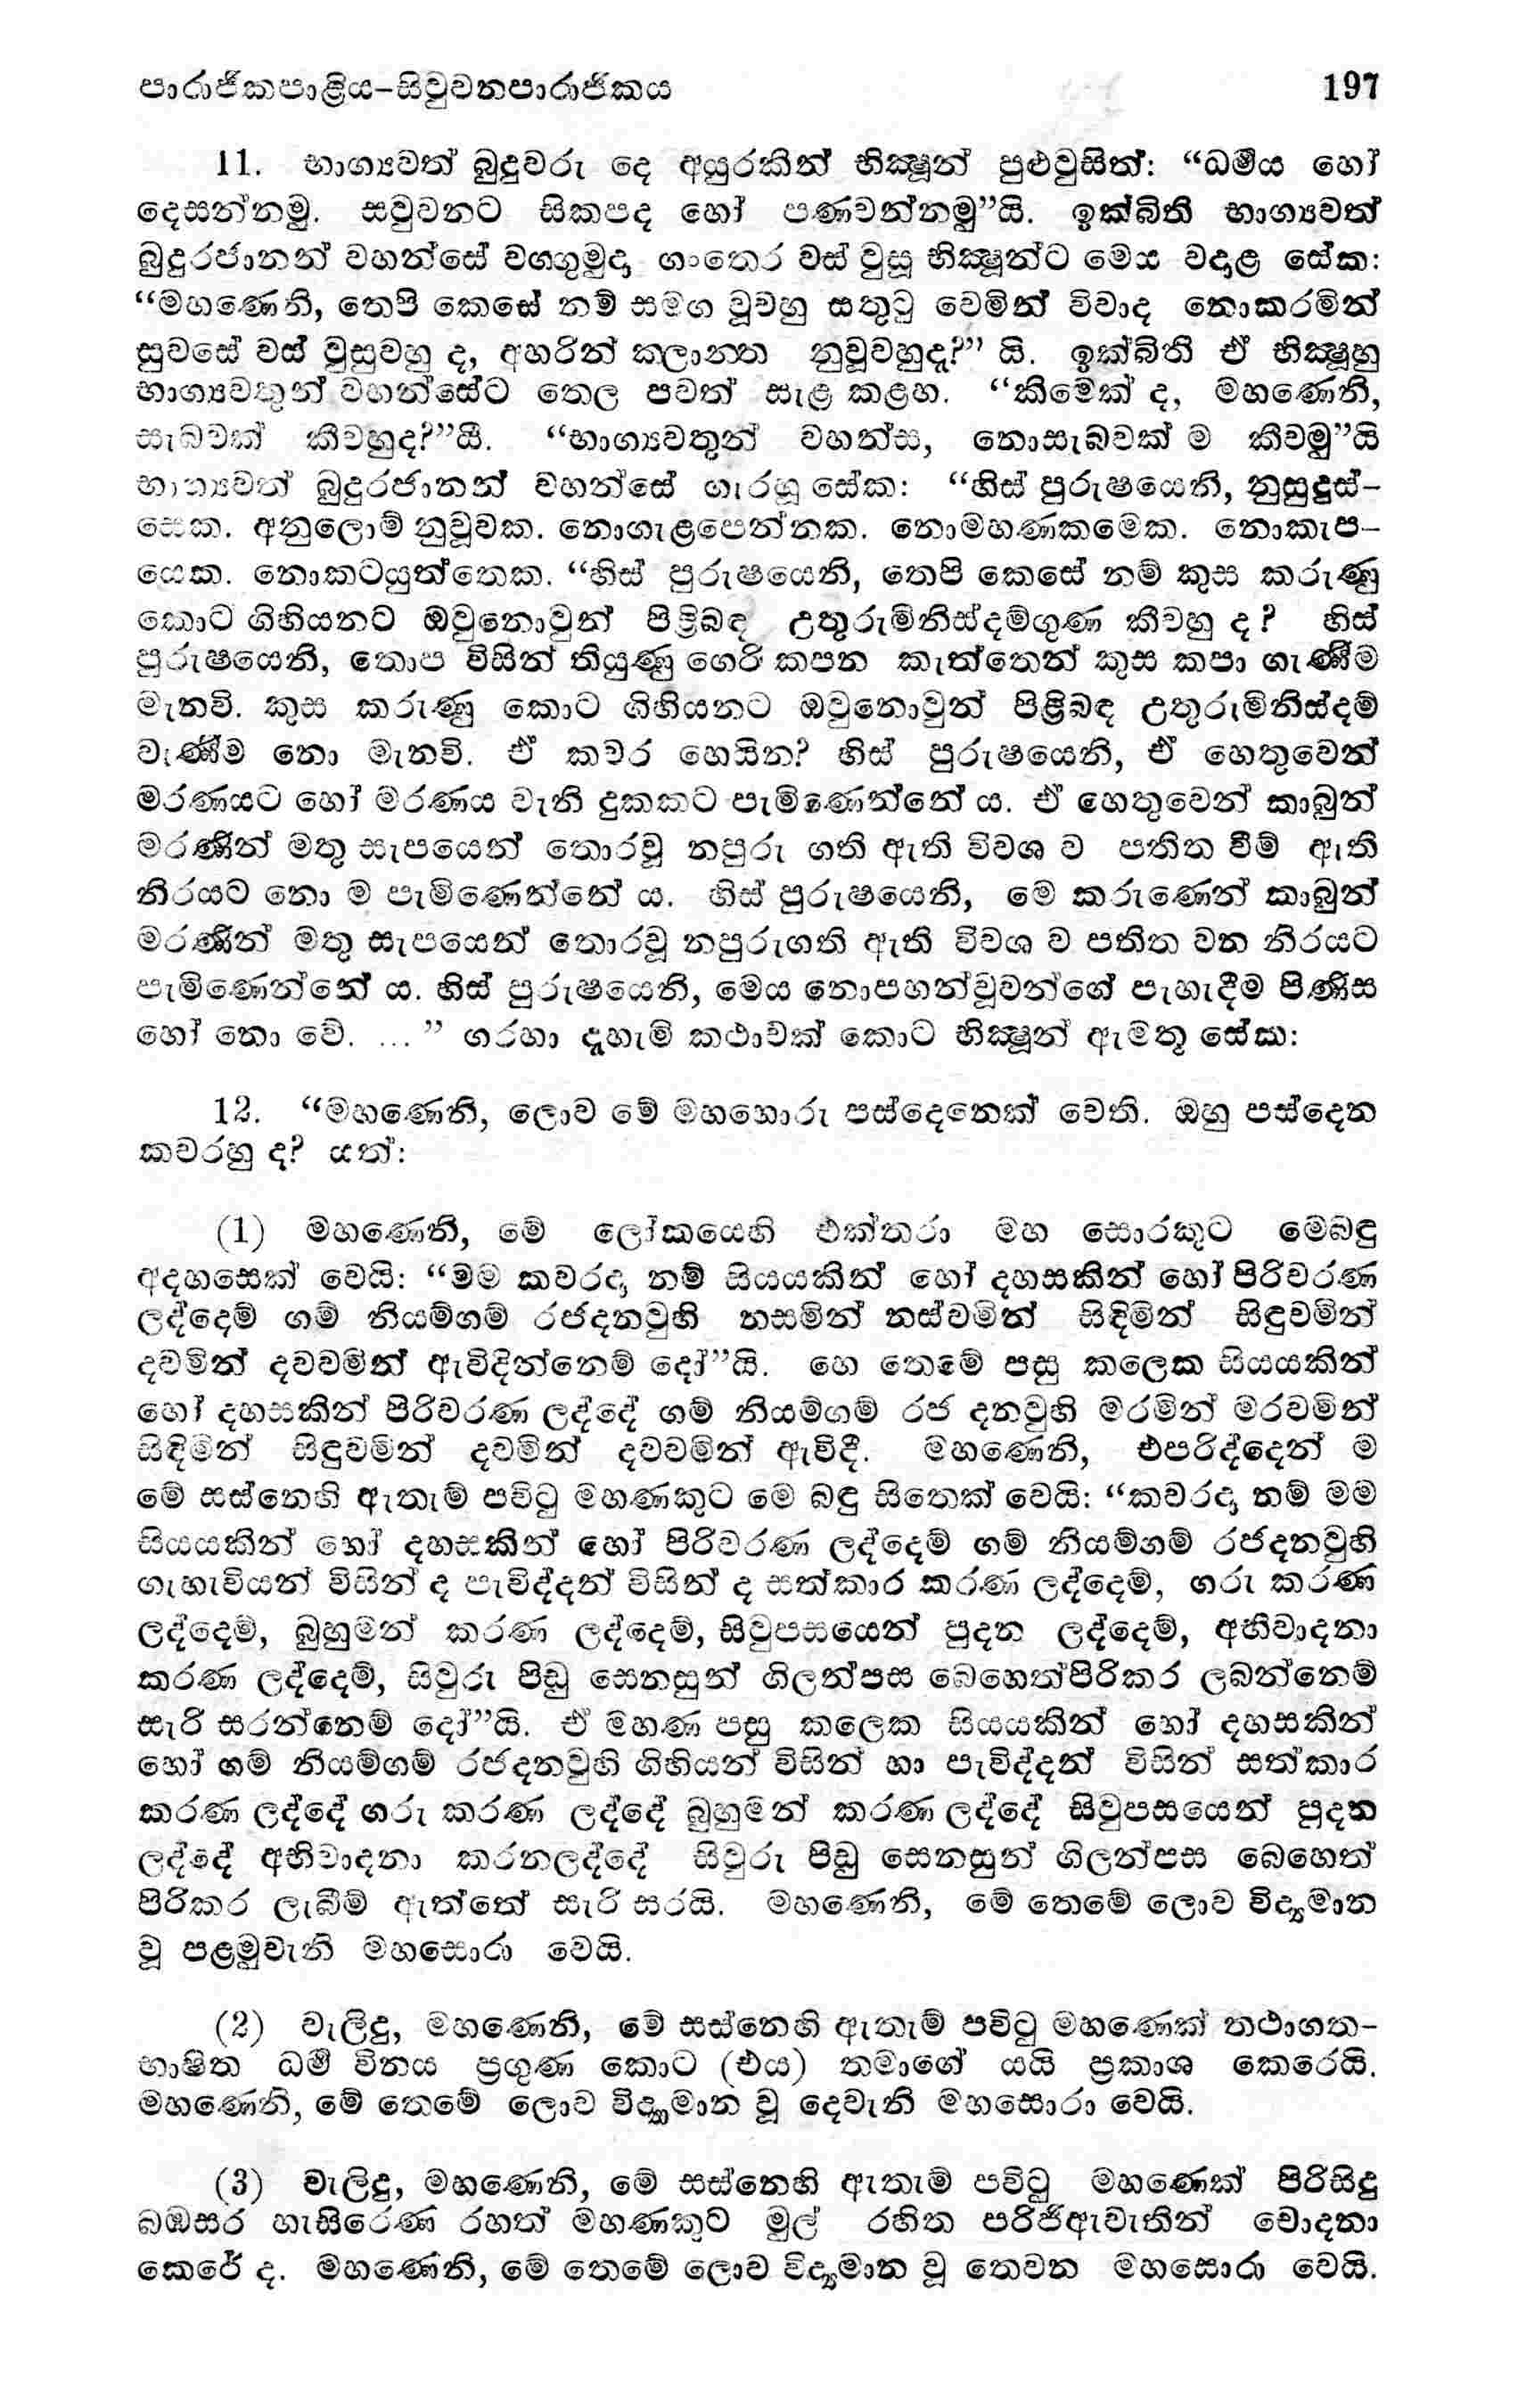 පාරාජිකපාළිය–සිවුවනපාරාජිකය 197
11. භාග්‍යවත් බුදුවරු දෙ අයුරකින් භික්‍ෂූන් පුළුවුසිත්: “ධර්‍මය හෝ
දෙසන්නමු. සවුවනට සිකපද හෝ පණවන්නමු”යි. ඉක්බිති භාග්‍යවත්
බුදුරජානන් වහන්සේ වග්ගුමුදා ගංතෙර වස් වුසූ භික්‍ෂූන්ට මෙය වදාළ සේක:
“මහණෙනි, තෙපි කෙසේ නම් සමග වූවහු සතුටු වෙමින් විවාද නොකරමින්
සුවසේ වස් වුසුවහු ද, අහරින් ක්ලාන්ත නුවූවහුදැ?” යි. ඉක්බිති ඒ භික්‍ෂූහු
භාග්‍යවතුන් වහන්සේට තෙල පවත් සැළ කළහ. “කිමෙක් ද, මහණෙනි,
සැබවක් කීවහුද?”යී. “භාග්‍යවතුන් වහන්ස, නොසැබවක් ම කීවමු”යි
භාග්‍යවත් බුදුරජානන් වහන්සේ ගැරහූ සේක: “හිස් පුරුෂයෙනි, නුසුදුස්–
සෙක. අනුලොම් නුවූවක. නොගැළපෙන්නක. නොමහණකමෙක. නොකැප–
යෙක. නොකටයුත්තෙක. “හිස් පුරුෂයෙනි, තෙපි කෙසේ නම් කුස කරුණු
කොට ගිහියනට ඔවුනොවුන් පිළිබඳ උතුරුමිනිස්දම්ගුණ කීවහු ද? හිස්
පුරුෂයෙනි, තොප විසින් තියුණු ගෙරි කපන කැත්තෙන් කුස කපා ගැණීම
මැනවි. කුස කරුණු කොට ගිහියනට ඔවුනොවුන් පිළිබඳ උතුරුමිනිස්දම්
වැණීම නො මැනවි. ඒ කවර හෙයින? හිස් පුරුෂයෙනි, ඒ හෙතුවෙන්
මරණයට හෝ මරණය වැනි දුකකට පැමිණෙන්නේ ය. ඒ හෙතුවෙන් කාබුන්
මරණින් මතු සැපයෙන් තොරවූ නපුරු ගති ඇති විවශ ව පතිත වීම් ඇති
නිරයට නො ම පැමිණෙන්නේ ය. හිස් පුරුෂයෙනි, මෙ කරුණෙන් කාබුන්
මරණින් මතු සැපයෙන් තොරවූ නපුරුගති ඇති විවශ ව පතිත වන නිරයට
පැමිණෙන්නේ ය. හිස් පුරුෂයෙනි, මෙය නොපහන්වූවන්ගේ පැහැදීම පිණිස
හෝ නො වේ. ...” ගරහා දැහැමි කථාවක් කොට භික්‍ෂූන් ඇමතූ සේක:
12. “මහණෙනි, ලොව මේ මහහොරු පස්දෙනෙක් වෙති. ඔහු පස්දෙන
කවරහු ද? යත්:
(1) මහණෙනි, මේ ලෝකයෙහි එක්තරා මහ සොරකුට මෙබඳු
අදහසෙක් වෙයි: “මම කවරදා නම් සියයකින් හෝ දහසකින් හෝ පිරිවරණ
ලද්දෙම් ගම් නියම්ගම් රජදනවුහි නසමින් නස්වමින් සිඳිමින් සිඳුවමින්
දවමින් දවවමින් ඇවිදින්නෙම් දෝ”යි. හෙ තෙමේ පසු කලෙක සියයකින්
හෝ දහසකින් පිරිවරණ ලද්දේ ගම් නියම්ගම් රජ දනවුහි මරමින් මරවමින්
සිඳිමින් සිඳුවමින් දවමින් දවවමින් ඇවිදී. මහණෙනි, එපරිද්දෙන් ම
මේ සස්නෙහි ඇතැම් පවිටු මහණකුට මෙ බඳු සිතෙක් වෙයි: “කවරදා නම් මම
සියයකින් හෝ දහසකින් හෝ පිරිවරණ ලද්දෙම් ගම් නියම්ගම් රජදනවුහි
ගැහැවියන් විසින් ද පැවිද්දන් විසින් ද සත්කාර කරණ ලද්දෙම්, ගරු කරණ
ලද්දෙම්, බුහුමන් කරණ ලද්දෙම්, සිවුපසයෙන් පුදන ලද්දෙම්, අභිවාදනා
කරණ ලද්දෙම්, සිවුරු පිඬු සෙනසුන් ගිලන්පස බෙහෙත්පිරිකර ලබන්නෙම්
සැරි සරන්නෙම් දෝ”යි. ඒ මහණ පසු කලෙක සියයකින් හෝ දහසකින්
හෝ ගම් නියම්ගම් රජදනවුහි ගිහියන් විසින් හා පැවිද්දන් විසින් සත්කාර
කරණ ලද්දේ ගරු කරණ ලද්දේ බුහුමන් කරණ ලද්දේ සිවුපසයෙන් පුදන
ලද්දේ අභිවාදනා කරනලද්දේ සිවුරු පිඬු සෙනසුන් ගිලන්පස බෙහෙත්
පිරිකර ලැබීම් ඇත්තේ සැරි සරයි. මහණෙනි, මේ තෙමේ ලොව විද්‍යමාන
වූ පළමුවැනි මහසොරා වෙයි.
(2) වැලිදු, මහණෙනි, මේ සස්නෙහි ඇතැම් පවිටු මහණෙක් තථාගත–
භාෂිත ධර්‍ම විනය ප්‍රගුණ කොට (එය) තමාගේ යයි ප්‍රකාශ කෙරෙයි.
මහණෙනි, මේ තෙමේ ලොව විද්‍යාමාන වූ දෙවැනි මහසොරා වෙයි.
(3) වැලිදු, මහණෙනි, මේ සස්නෙහි ඇතැම් පවිටු මහණෙක් පිරිසිදු
බඹසර හැසිරෙණ රහත් මහණකුට මුල් රහිත පරිජිඇවැතින් චොදනා
කෙරේ ද. මහණෙනි, මේ තෙමේ ලොව විද්‍යමාන වූ තෙවන මහසොරා වෙයි.